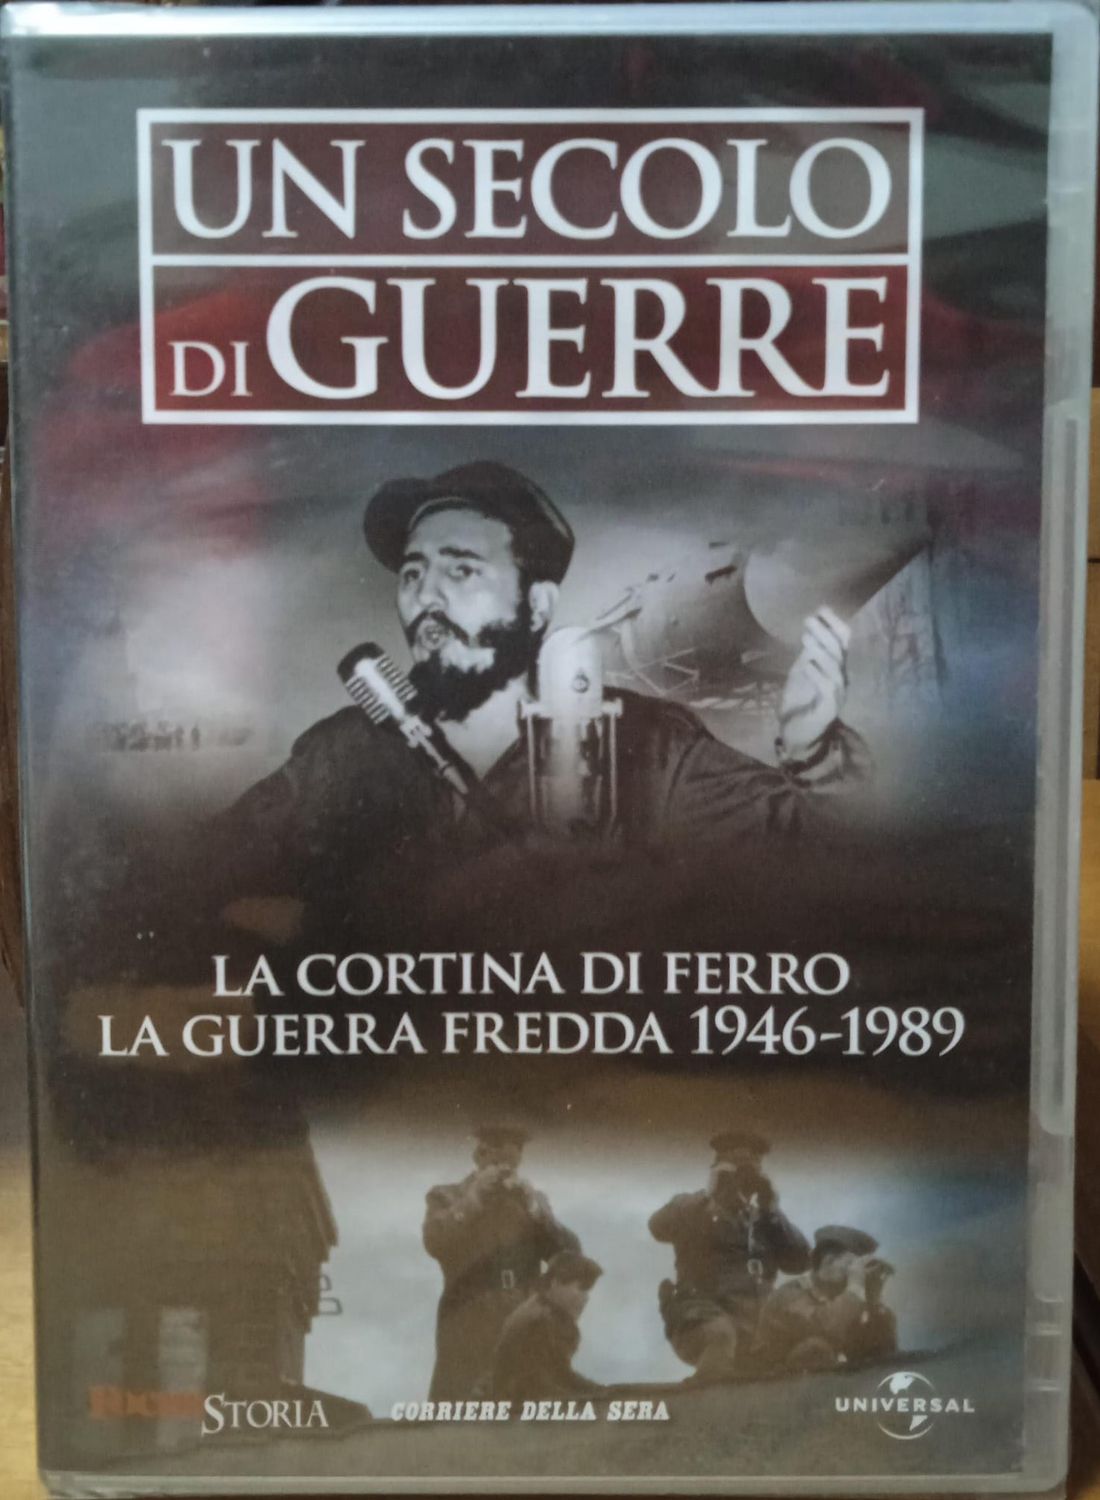 UN SECOLO
DI GUERRE
LA CORTINA DI FERRO
LA GUERRA FREDDA 1946-1989
STORIA
CORRIERE DELLA SERA
UNIVERSAL